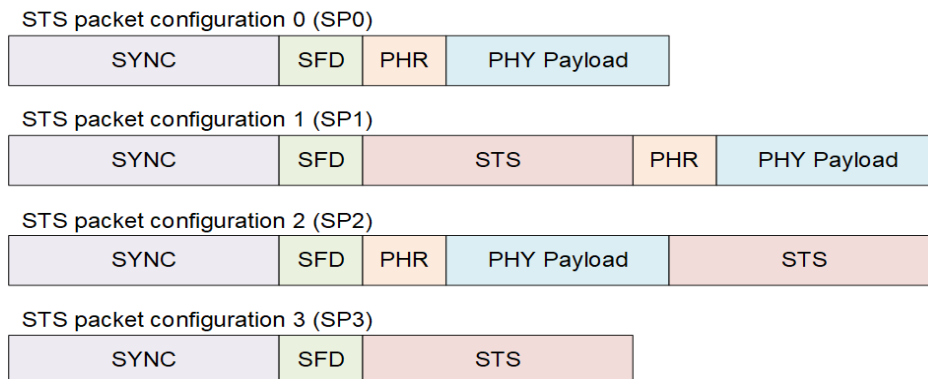 STS packet configuration 0 (SP0)
SYNC SFD PHR PHY Payload
STS packet configuration 1 (SP1)
SYNC SFD STS PHR PHY Payload
STS packet configuration 2 (SP2)
SYNC SFD PHR PHY Payload STS
STS packet configuration 3 (SP3)
SYNC SFD STS